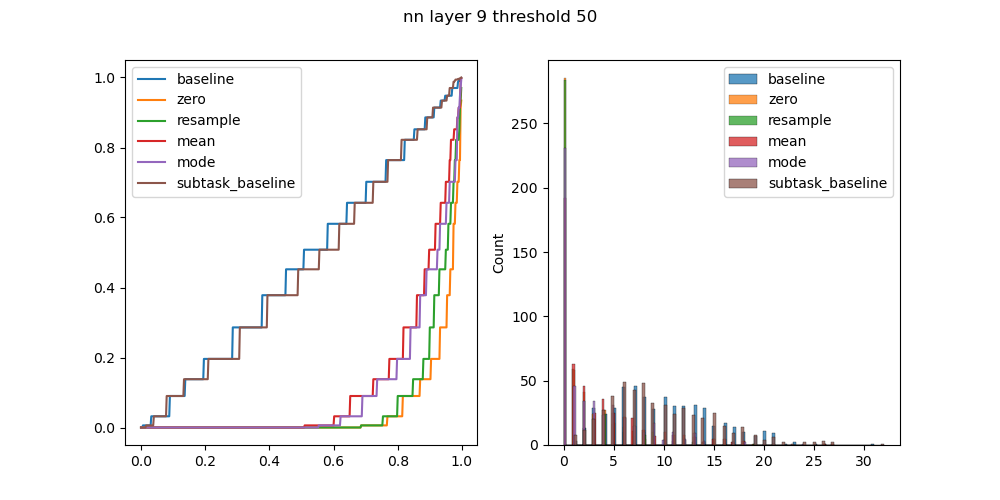 nn layer 9 threshold 50
1.0
0.8
0.6
0.4
0.2
0.0
0.0 0.2 0.4 0.6 0.8 1.0
baseline
zero
resample
mean
mode
subtask_baseline
Count
250
200
150
100
50
0
0 5 10 15 20 25 30
baseline
zero
resample
mean
mode
subtask_baseline